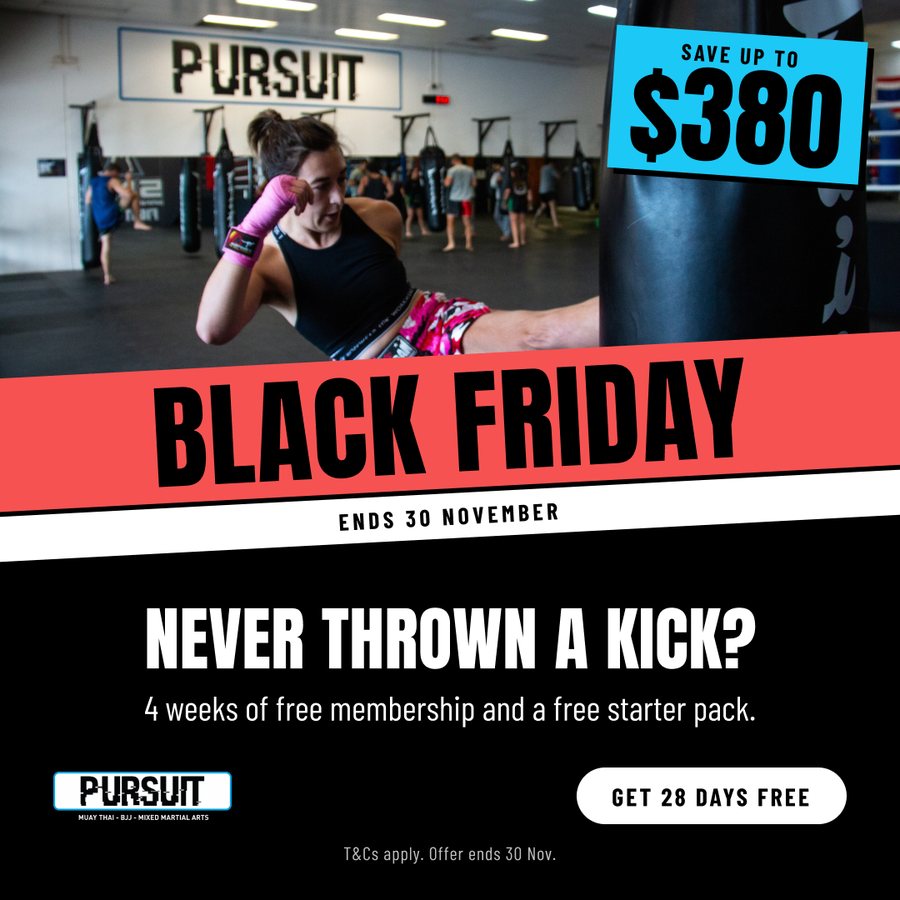 PURSUIT
SAVE UP TO
$380
BLACK FRIDAY
ENDS 30 NOVEMBER
NEVER THROWN A KICK?
4 weeks of free membership and a free starter pack.
PURSUIT
MUAY THAI - BJJ - MIXED MARTIAL ARTS
GET 28 DAYS FREE
T&Cs apply. Offer ends 30 Nov.